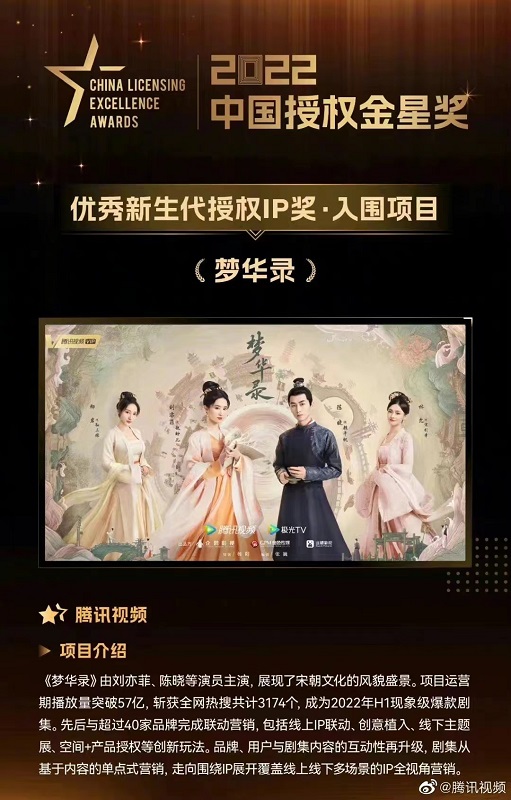 CHINA LICENSING
EXCELLENCE
AWARDS
2022
中国授权金星奖
优秀新生代授权IP奖·入围项目
(梦华录)
腾讯视频 VIP
梦华录
刘亦菲
陈晓
腾讯视频 极光TV
腾讯视频
项目介绍
《梦华录》由刘亦菲、陈晓等演员主演，展现了宋朝文化的风貌盛景。项目运营
期播放量突破57亿，斩获全网热搜共计3174个，成为2022年H1现象级爆款剧
集。先后与超过40家品牌完成联动营销，包括线上IP联动、创意植入、线下主题
展、空间+产品授权等创新玩法。品牌、用户与剧集内容的互动性再升级，剧集从
基于内容的单点式营销，走向围绕IP展开覆盖线上线下多场景的IP全视角营销。
@腾讯视频